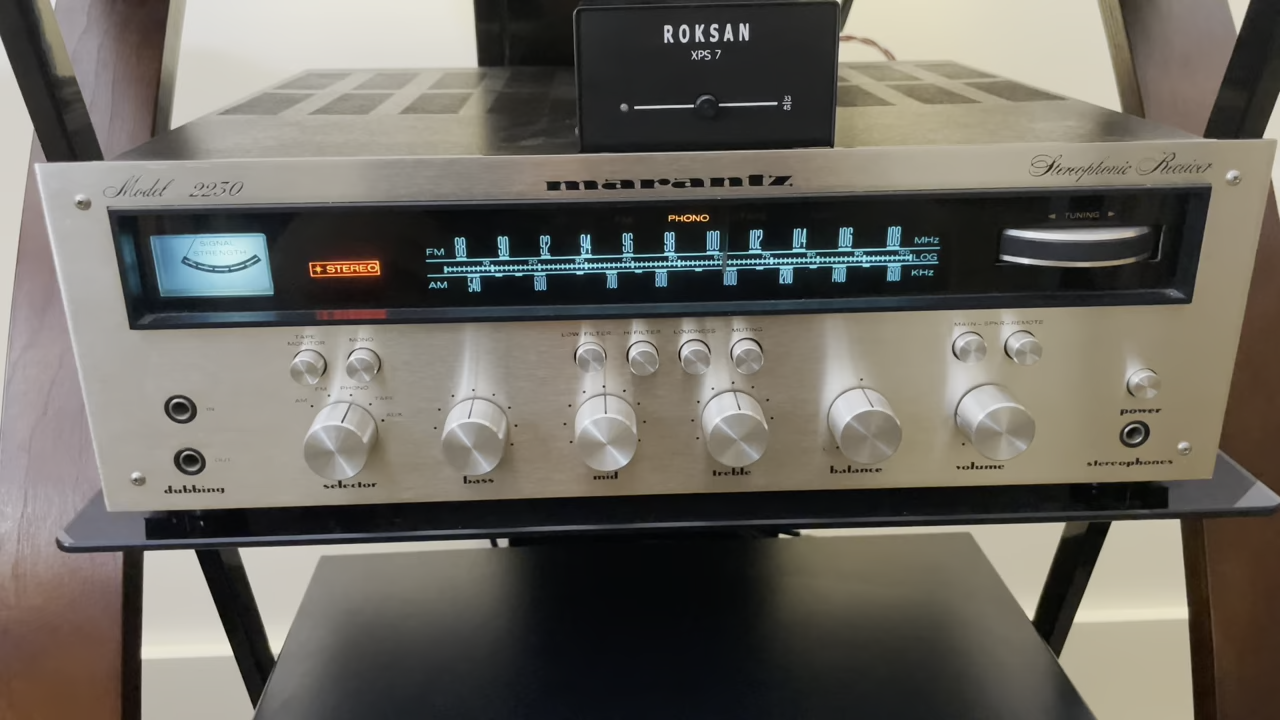 ROKSAN
XPS 7
33
45
Model 2230
marantz
Stereophonic Receiver
PHONO
TUNING
SIGNAL
STRENGTH
STEREO
FM 88 90 92 94 96 98 100 102 104 106 108 MHz
LOG
AM 540 600 700 800 1000 1200 1400 1600 KHz
TAPE
MONITOR
MONO
LOW FILTER
HI FILTER
LOUDNESS
MUTING
MAIN-SPKR-REMOTE
AM
FM
PHONO
TAPE
AUX
IN
OUT
dubbing
selector
bass
mid
treble
balance
volume
power
stereophones